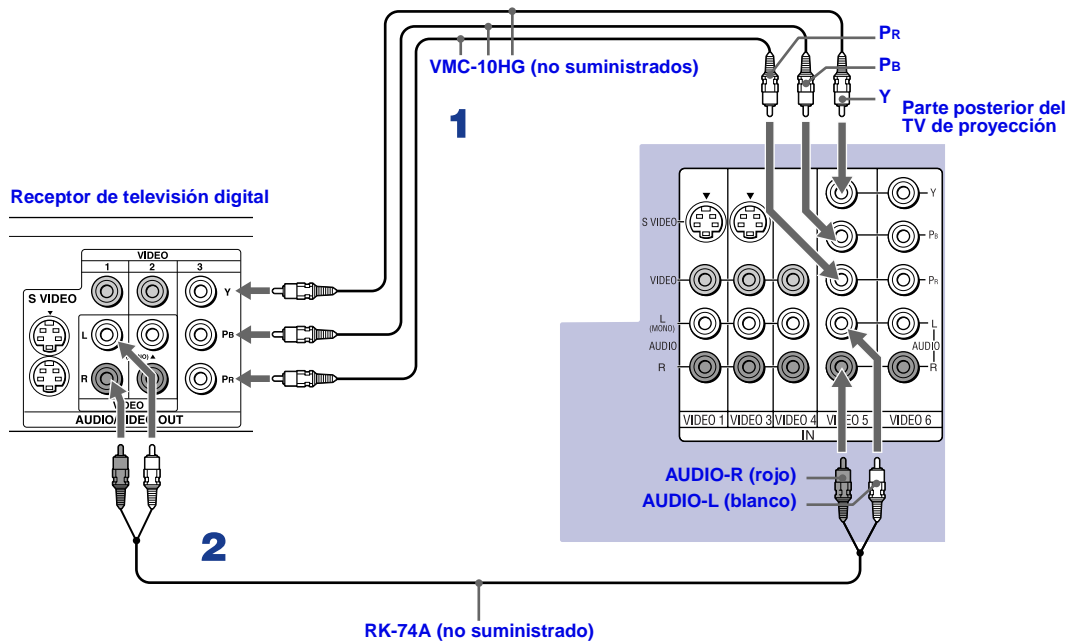 PR
PB
Y
VMC-10HG (no suministrados)
1
Parte posterior del
TV de proyección
Receptor de televisión digital
VIDEO
1 2 3
S VIDEO
Y
L
PB
R
PR
VIDEO
AUDIO/VIDEO OUT
S VIDEO
Y
PB
VIDEO
PR
L
(MONO)
AUDIO
R
L
AUDIO
R
VIDEO 1 VIDEO 3 VIDEO 4 VIDEO 5 VIDEO 6
IN
AUDIO-R (rojo)
AUDIO-L (blanco)
2
RK-74A (no suministrado)